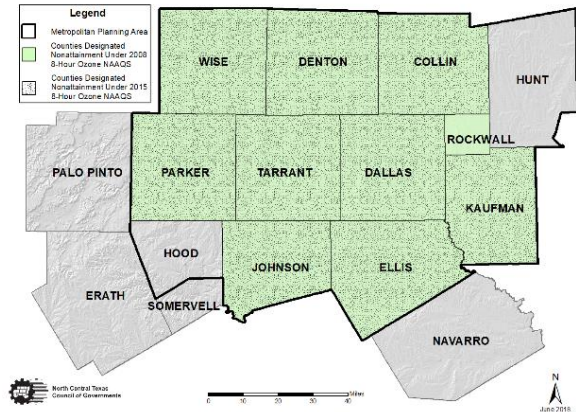 Legend
Metropolitan Planning Area
Counties Designated
Nonattainment Under 2008
8-Hour Ozone NAAQS
Counties Designated
Nonattainment Under 2015
8-Hour Ozone NAAQS
WISE
DENTON
COLLIN
HUNT
ROCKWALL
PALO PINTO
PARKER
TARRANT
DALLAS
KAUFMAN
HOOD
JOHNSON
ELLIS
ERATH
SOMERVELL
NAVARRO
North Central Texas
Council of Governments
Miles
0 10 20 30 40
N
June 2018